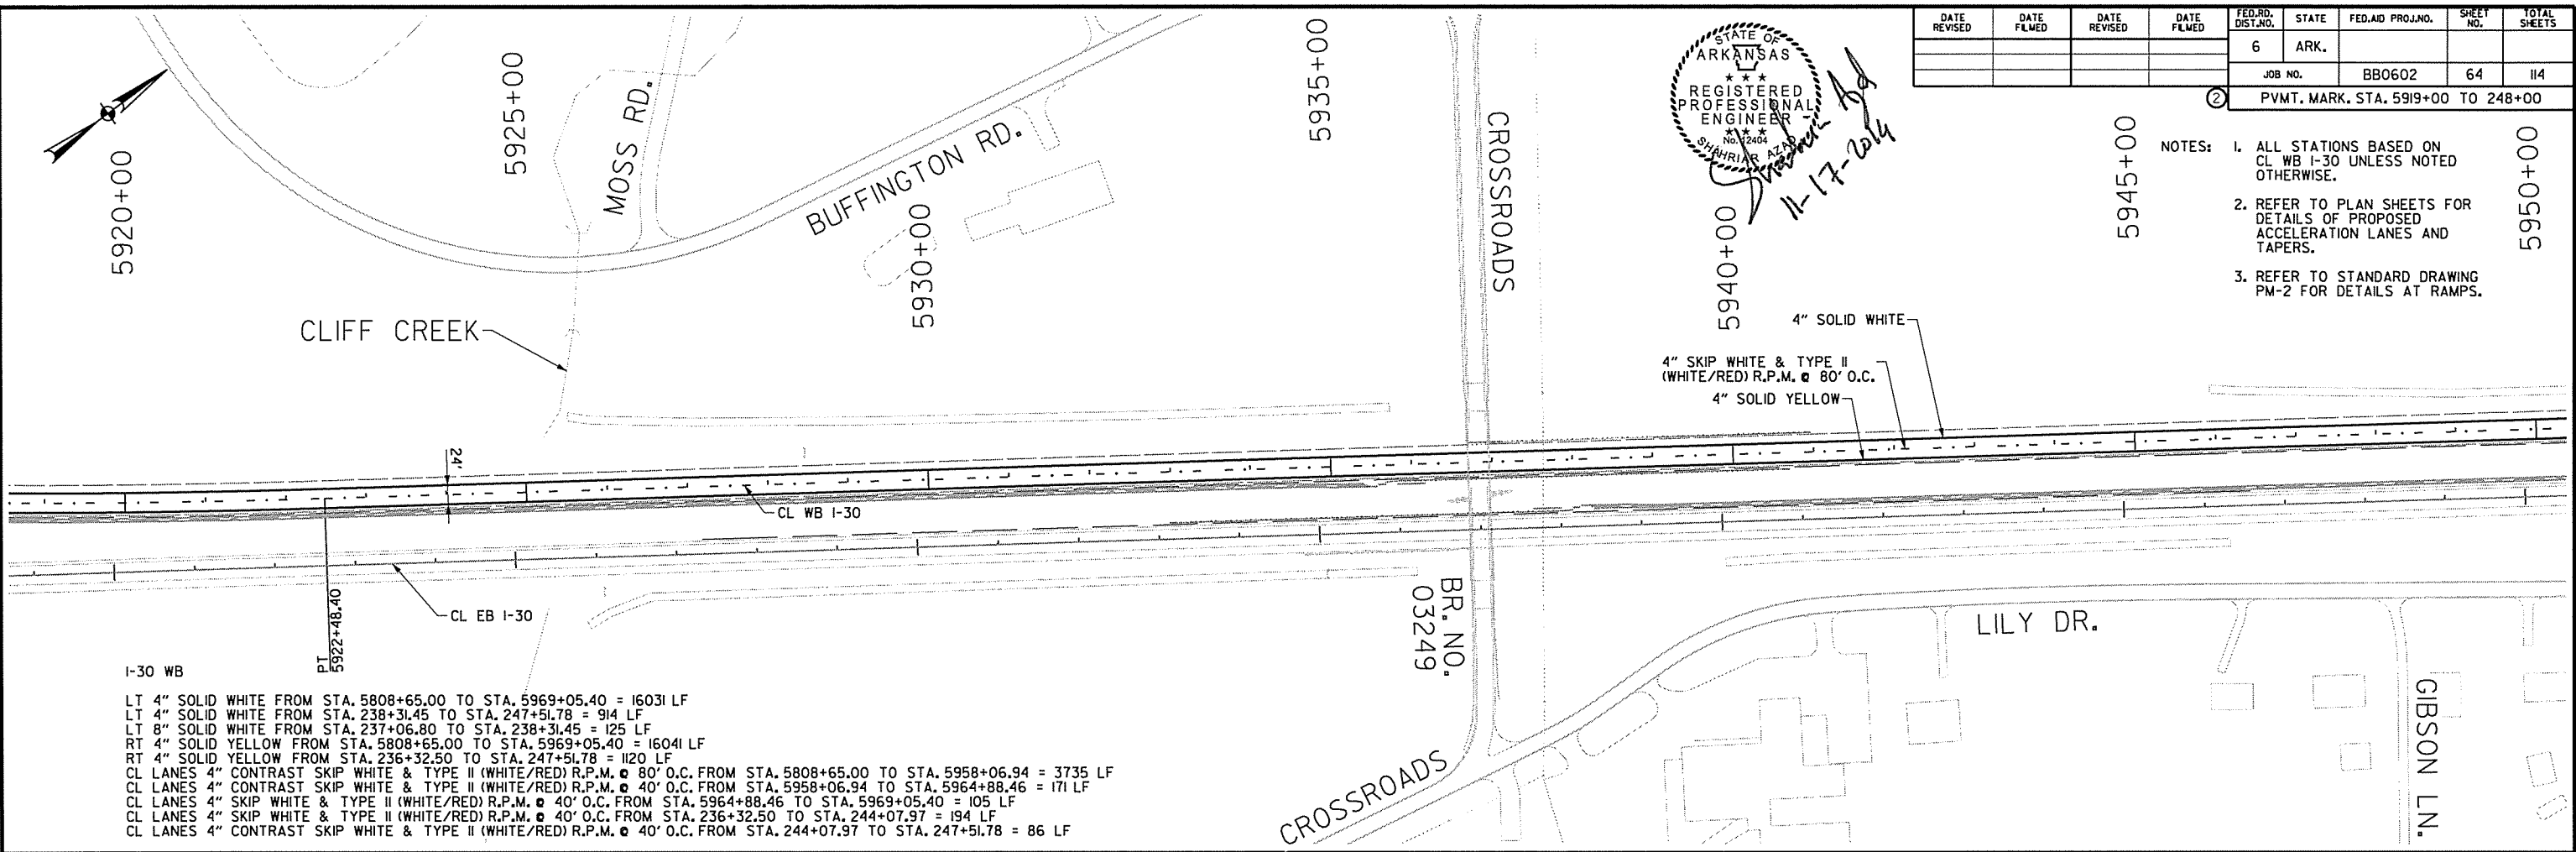 DATE REVISED
DATE FILMED
DATE REVISED
DATE FILMED
FED.RD. DIST.NO.
STATE
FED.AID PROJ.NO.
SHEET NO.
TOTAL SHEETS
6
ARK.
JOB NO.
BB0602
64
114
2
PVMT. MARK. STA. 5919+00 TO 248+00
STATE OF
ARKANSAS
REGISTERED
PROFESSIONAL
ENGINEER
No. 12404
SHAHRIAR AZAD
11-17-2014
NOTES:
1. ALL STATIONS BASED ON
CL WB I-30 UNLESS NOTED
OTHERWISE.
2. REFER TO PLAN SHEETS FOR
DETAILS OF PROPOSED
ACCELERATION LANES AND
TAPERS.
3. REFER TO STANDARD DRAWING
PM-2 FOR DETAILS AT RAMPS.
5920+00
5925+00
5930+00
5935+00
5940+00
5945+00
5950+00
MOSS RD.
BUFFINGTON RD.
CROSSROADS
CLIFF CREEK
4" SOLID WHITE
4" SKIP WHITE & TYPE II
(WHITE/RED) R.P.M. @ 80' O.C.
4" SOLID YELLOW
24'
CL WB I-30
CL EB I-30
PT
5922+48.40
BR. NO.
03249
LILY DR.
GIBSON LN.
CROSSROADS
I-30 WB
LT 4" SOLID WHITE FROM STA. 5808+65.00 TO STA. 5969+05.40 = 16031 LF
LT 4" SOLID WHITE FROM STA. 238+31.45 TO STA. 247+51.78 = 914 LF
LT 8" SOLID WHITE FROM STA. 237+06.80 TO STA. 238+31.45 = 125 LF
RT 4" SOLID YELLOW FROM STA. 5808+65.00 TO STA. 5969+05.40 = 16041 LF
RT 4" SOLID YELLOW FROM STA. 236+32.50 TO STA. 247+51.78 = 1120 LF
CL LANES 4" CONTRAST SKIP WHITE & TYPE II (WHITE/RED) R.P.M. @ 80' O.C. FROM STA. 5808+65.00 TO STA. 5958+06.94 = 3735 LF
CL LANES 4" CONTRAST SKIP WHITE & TYPE II (WHITE/RED) R.P.M. @ 40' O.C. FROM STA. 5958+06.94 TO STA. 5964+88.46 = 171 LF
CL LANES 4" SKIP WHITE & TYPE II (WHITE/RED) R.P.M. @ 40' O.C. FROM STA. 5964+88.46 TO STA. 5969+05.40 = 105 LF
CL LANES 4" SKIP WHITE & TYPE II (WHITE/RED) R.P.M. @ 40' O.C. FROM STA. 236+32.50 TO STA. 244+07.97 = 194 LF
CL LANES 4" CONTRAST SKIP WHITE & TYPE II (WHITE/RED) R.P.M. @ 40' O.C. FROM STA. 244+07.97 TO STA. 247+51.78 = 86 LF